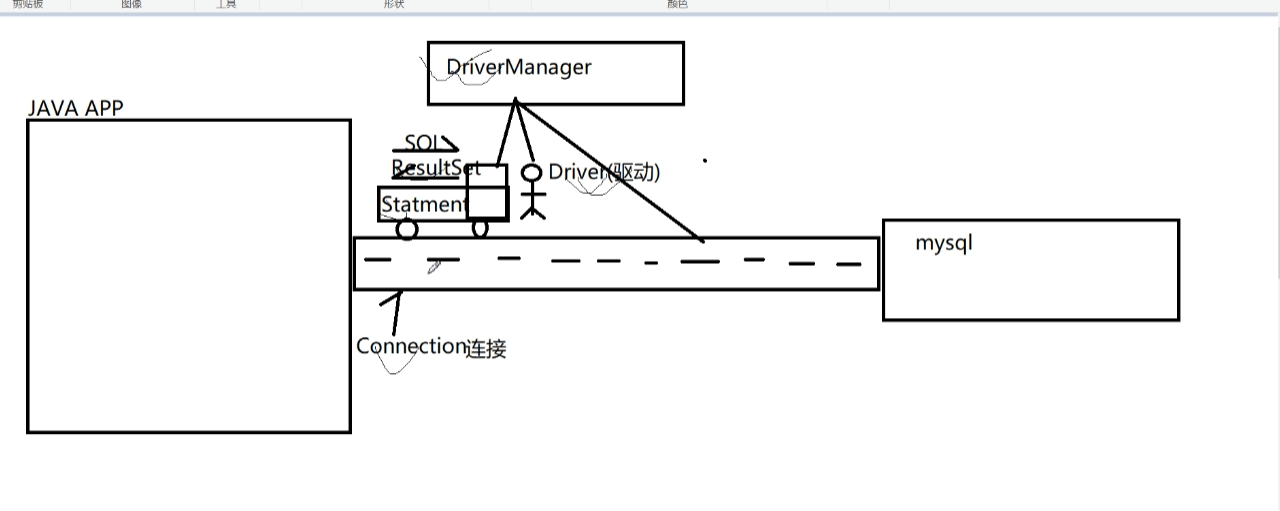 剪贴板 图像 工具 形状 颜色
DriverManager
JAVA APP
SQL
ResultSet
Driver(驱动)
Statment
mysql
Connection连接